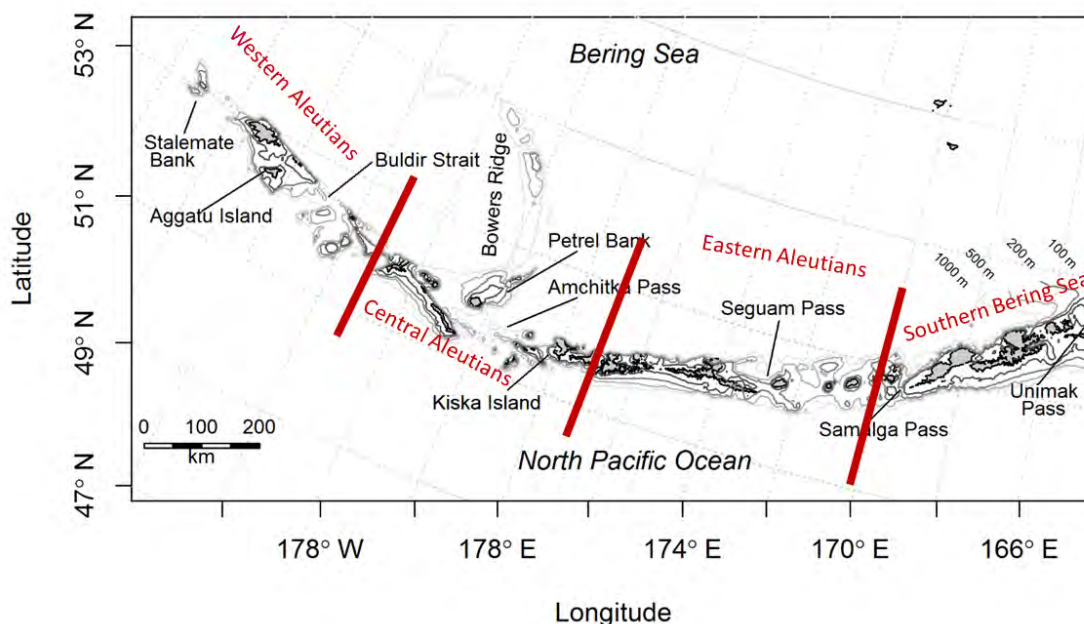 53° N
51° N
49° N
47° N
Latitude
Western Aleutians
Bering Sea
Stalemate
Bank
Buldir Strait
Aggatu Island
Bowers Ridge
Petrel Bank
Eastern Aleutians
Amchitka Pass
Seguam Pass
1000 m
500 m
200 m
100 m
Southern Bering Sea
Central Aleutians
Kiska Island
Unimak
Pass
Samalga Pass
0 100 200
km
North Pacific Ocean
178° W
178° E
174° E
170° E
166° E
Longitude